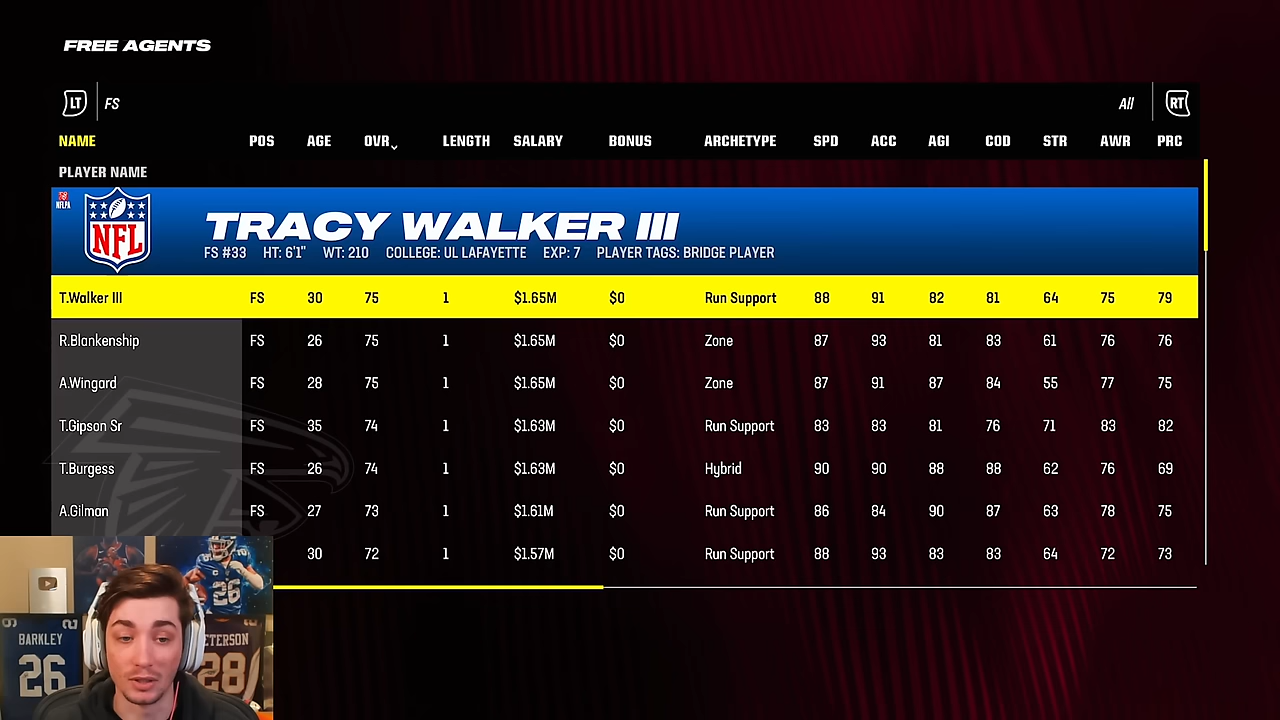 FREE AGENTS
LT FS All RT
NAME POS AGE OVR LENGTH SALARY BONUS ARCHETYPE SPD ACC AGI COD STR AWR PRC
PLAYER NAME
NFLPA
NFL
TRACY WALKER III
FS #33 HT: 6'1" WT: 210 COLLEGE: UL LAFAYETTE EXP: 7 PLAYER TAGS: BRIDGE PLAYER
T.Walker III FS 30 75 1 $1.65M $0 Run Support 88 91 82 81 64 75 79
R.Blankenship FS 26 75 1 $1.65M $0 Zone 87 93 81 83 61 76 76
A.Wingard FS 28 75 1 $1.65M $0 Zone 87 91 87 84 55 77 75
T.Gipson Sr FS 35 74 1 $1.63M $0 Run Support 83 83 81 76 71 83 82
T.Burgess FS 26 74 1 $1.63M $0 Hybrid 90 90 88 88 62 76 69
A.Gilman FS 27 73 1 $1.61M $0 Run Support 86 84 90 87 63 78 75
30 72 1 $1.57M $0 Run Support 88 93 83 83 64 72 73
26
BARKLEY
26
ETERSON
28